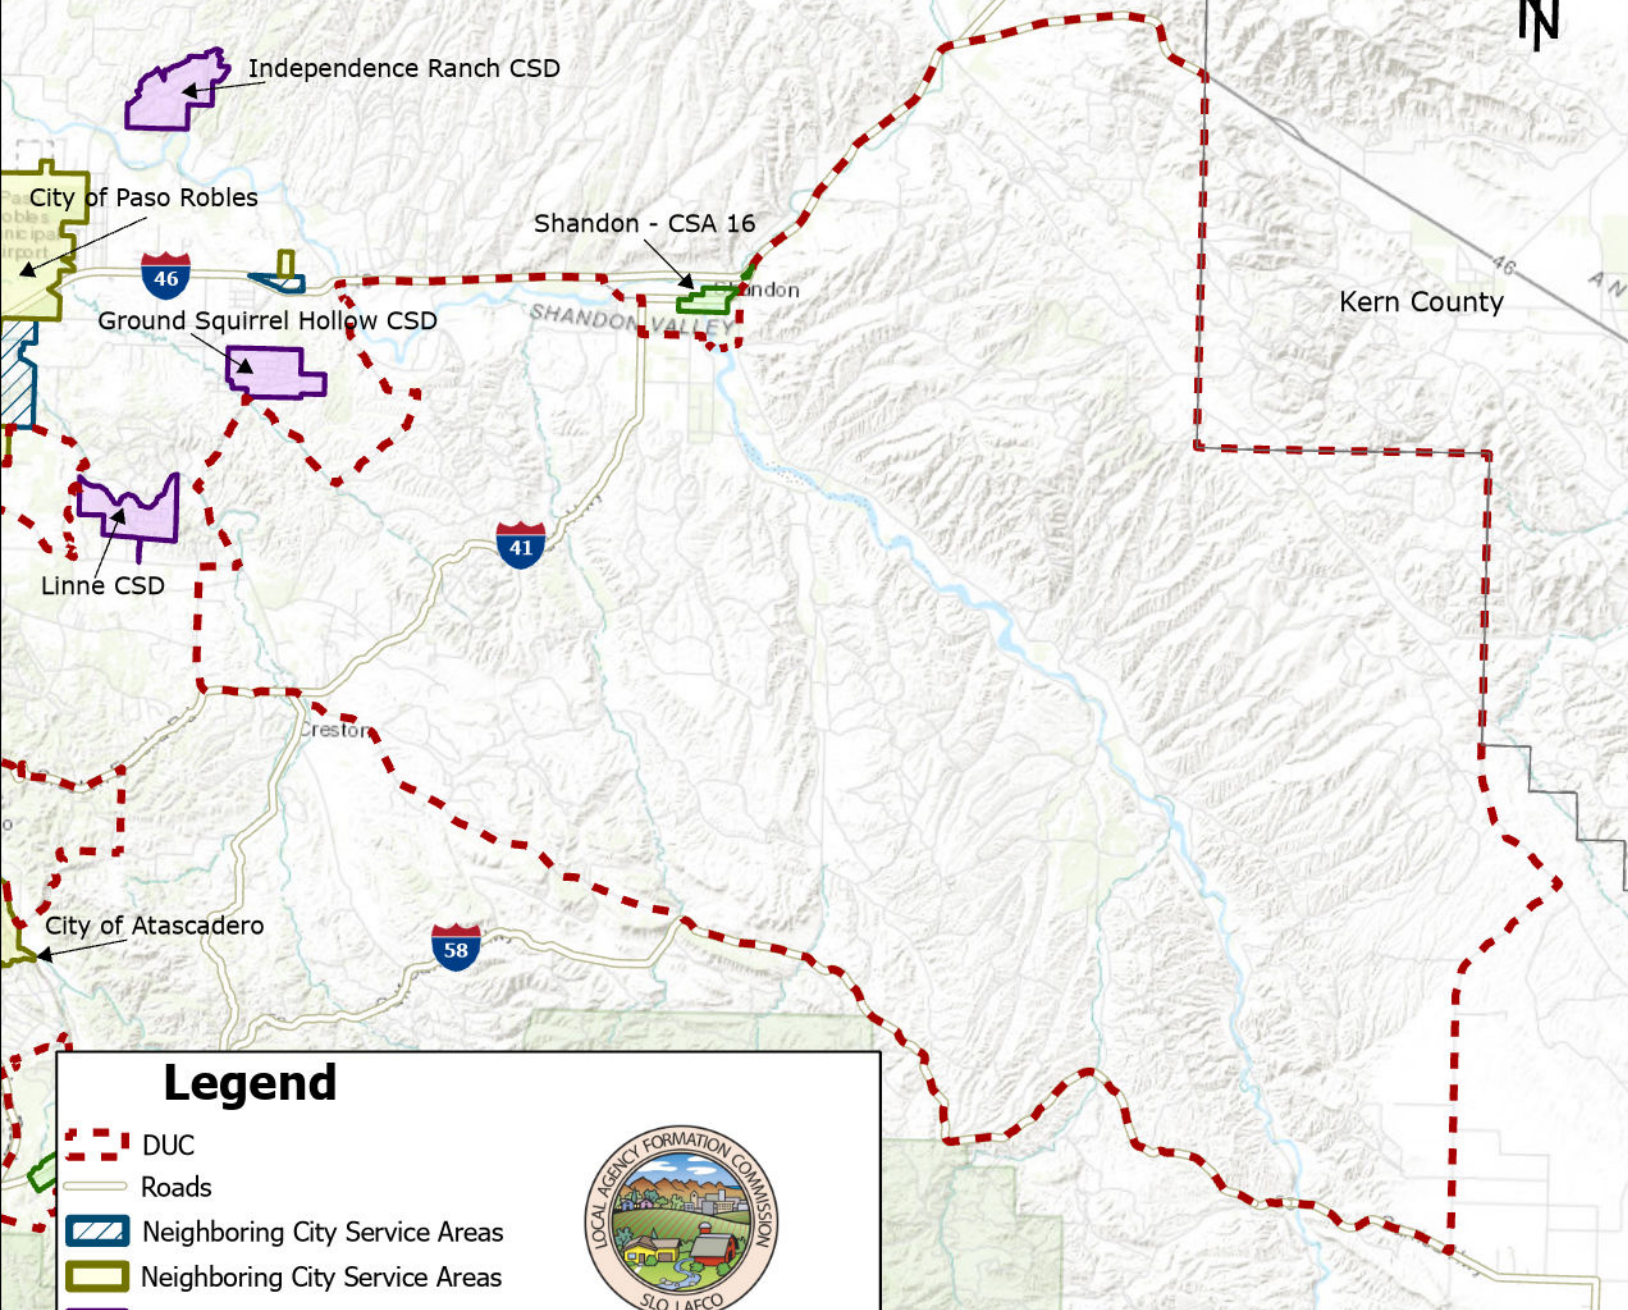 N
Independence Ranch CSD
City of Paso Robles
Shandon - CSA 16
46
Shandon
46
Kern County
SHANDON VALLEY
Ground Squirrel Hollow CSD
41
Linne CSD
Creston
City of Atascadero
58
Legend
DUC
Roads
Neighboring City Service Areas
Neighboring City Service Areas
LOCAL AGENCY FORMATION COMMISSION
SLO LAFCO